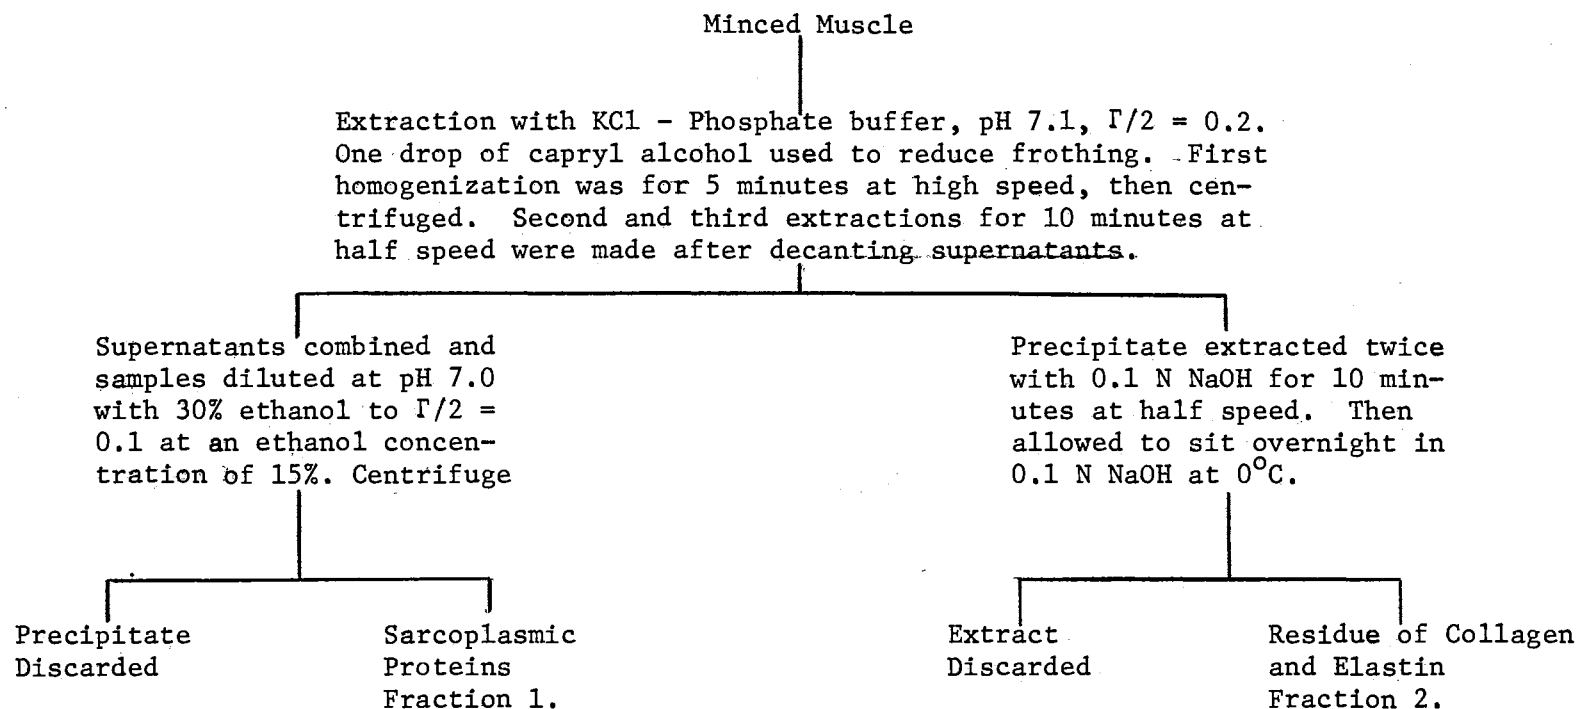 Minced Muscle
Extraction with KCl - Phosphate buffer, pH 7.1, Γ/2 = 0.2.
One drop of capryl alcohol used to reduce frothing. First
homogenization was for 5 minutes at high speed, then cen-
trifuged. Second and third extractions for 10 minutes at
half speed were made after decanting supernatants.
Supernatants combined and
samples diluted at pH 7.0
with 30% ethanol to Γ/2 =
0.1 at an ethanol concen-
tration of 15%. Centrifuge
Precipitate extracted twice
with 0.1 N NaOH for 10 min-
utes at half speed. Then
allowed to sit overnight in
0.1 N NaOH at 0°C.
Precipitate
Discarded
Sarcoplasmic
Proteins
Fraction 1.
Extract
Discarded
Residue of Collagen
and Elastin
Fraction 2.